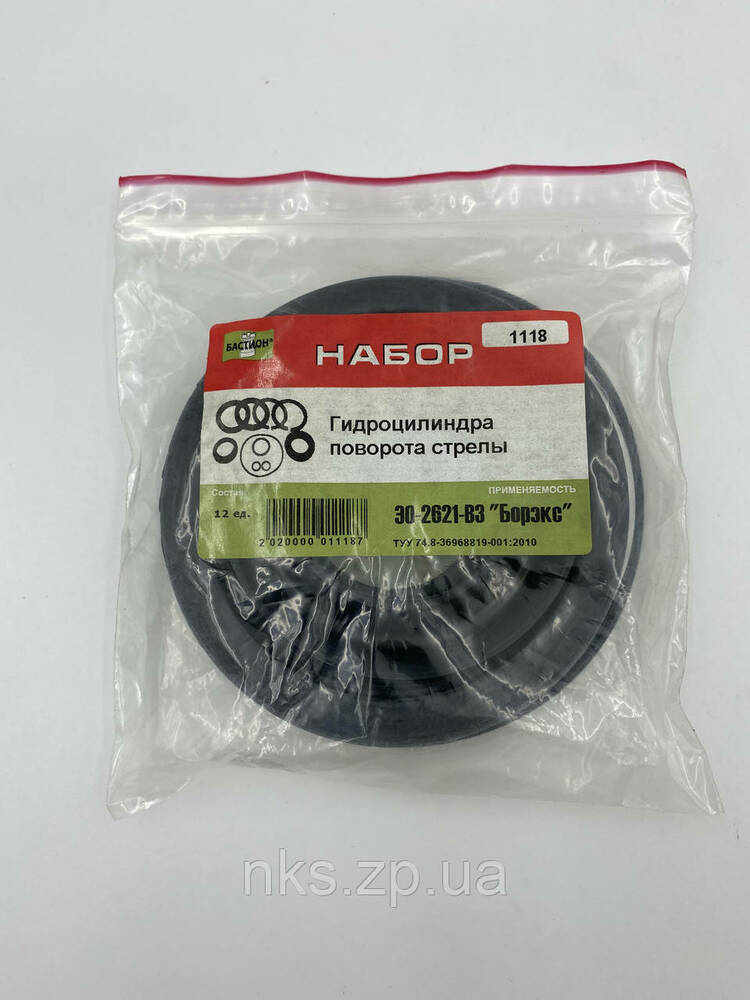 БАСТИОН®
НАБОР
1118
Гидроцилиндра
поворота стрелы
Состав
ПРИМЕНЯЕМОСТЬ
12 ед.
ЭО-2621-В3 "Борэкс"
2 020000 011187
ТУУ 74.8-36968819-001:2010
nks.zp.ua